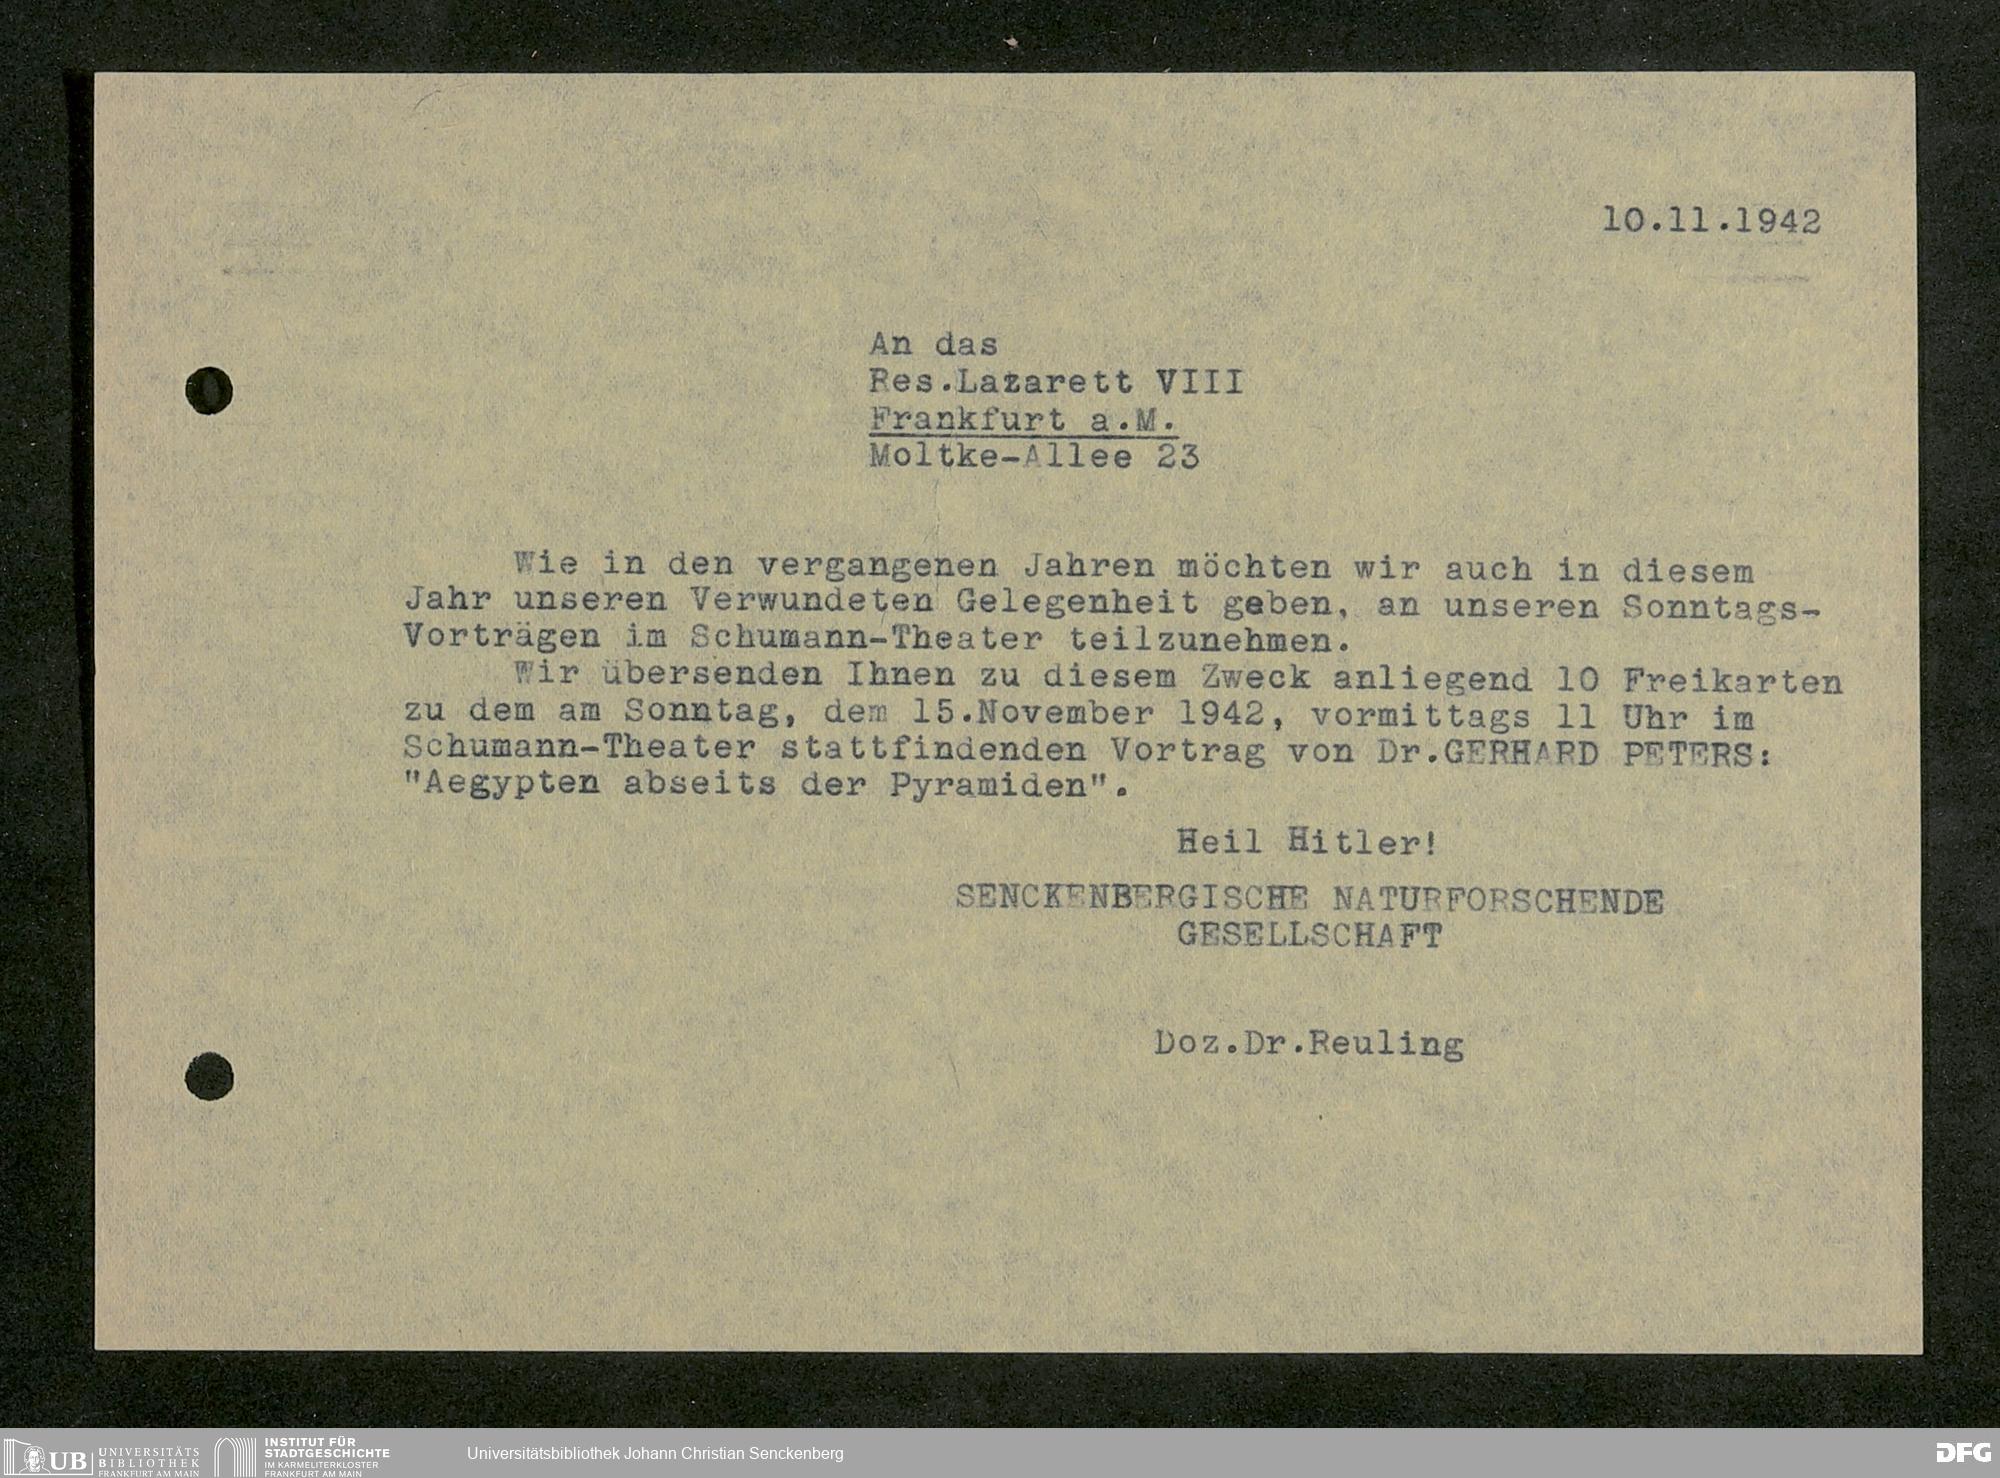 10.11.1942
An das
Res.Lazarett VIII
Frankfurt a.M.
Moltke-Allee 23
Wie in den vergangenen Jahren möchten wir auch in diesem
Jahr unseren Verwundeten Gelegenheit geben, an unseren Sonntags-
Vorträgen im Schumann-Theater teilzunehmen.
Wir übersenden Ihnen zu diesem Zweck anliegend 10 Freikarten
zu dem am Sonntag, dem 15.November 1942, vormittags 11 Uhr im
Schumann-Theater stattfindenden Vortrag von Dr.GERHARD PETERS:
"Aegypten abseits der Pyramiden".
Heil Hitler!
SENCKENBERGISCHE NATURFORSCHENDE
GESELLSCHAFT
Doz.Dr.Reuling
UB UNIVERSITÄTS
BIBLIOTHEK
FRANKFURT AM MAIN
INSTITUT FÜR
STADTGESCHICHTE
IM KARMELITERKLOSTER
FRANKFURT AM MAIN
Universitätsbibliothek Johann Christian Senckenberg
DFG